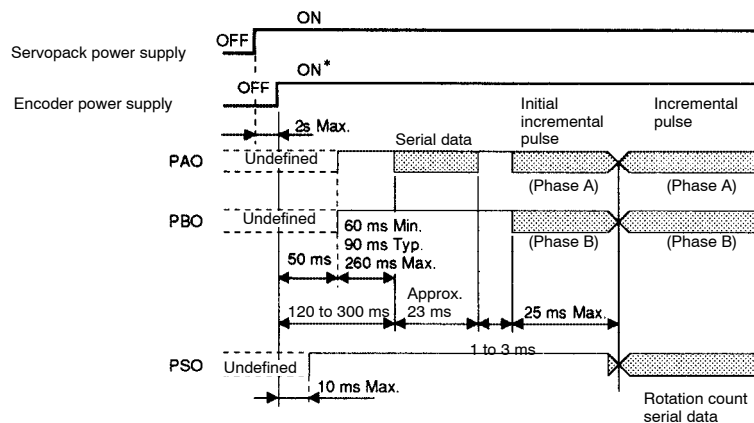 ON
OFF
Servopack power supply
ON*
OFF
Encoder power supply
2s Max.
Initial
incremental
pulse
Incremental
pulse
Serial data
Undefined
PAO
(Phase A)
(Phase A)
Undefined
PBO
60 ms Min.
90 ms Typ.
260 ms Max.
(Phase B)
(Phase B)
50 ms
Approx.
23 ms
120 to 300 ms
25 ms Max.
1 to 3 ms
PSO
Undefined
10 ms Max.
Rotation count
serial data